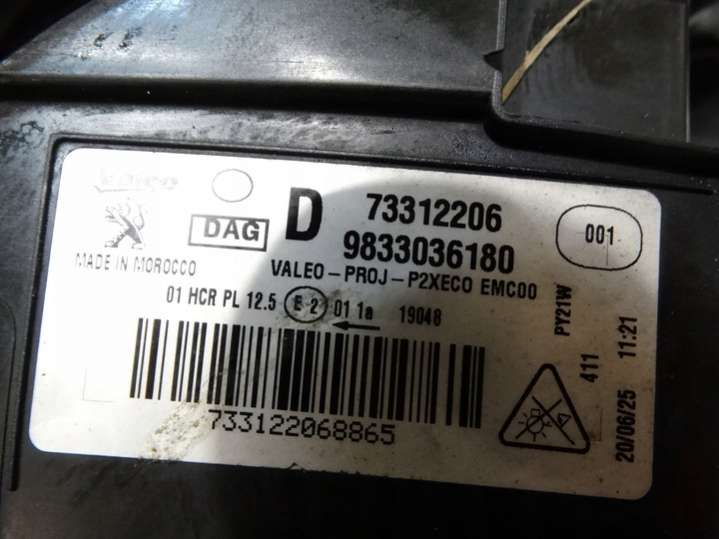 Valeo
DAG
D
73312206
9833036180
001
MADE IN MOROCCO
VALEO-PROJ-P2XECO EMC00
01 HCR PL 12.5 E 2 01 1a 19048
PY21W
411
20/06/25 11:21
733122068865